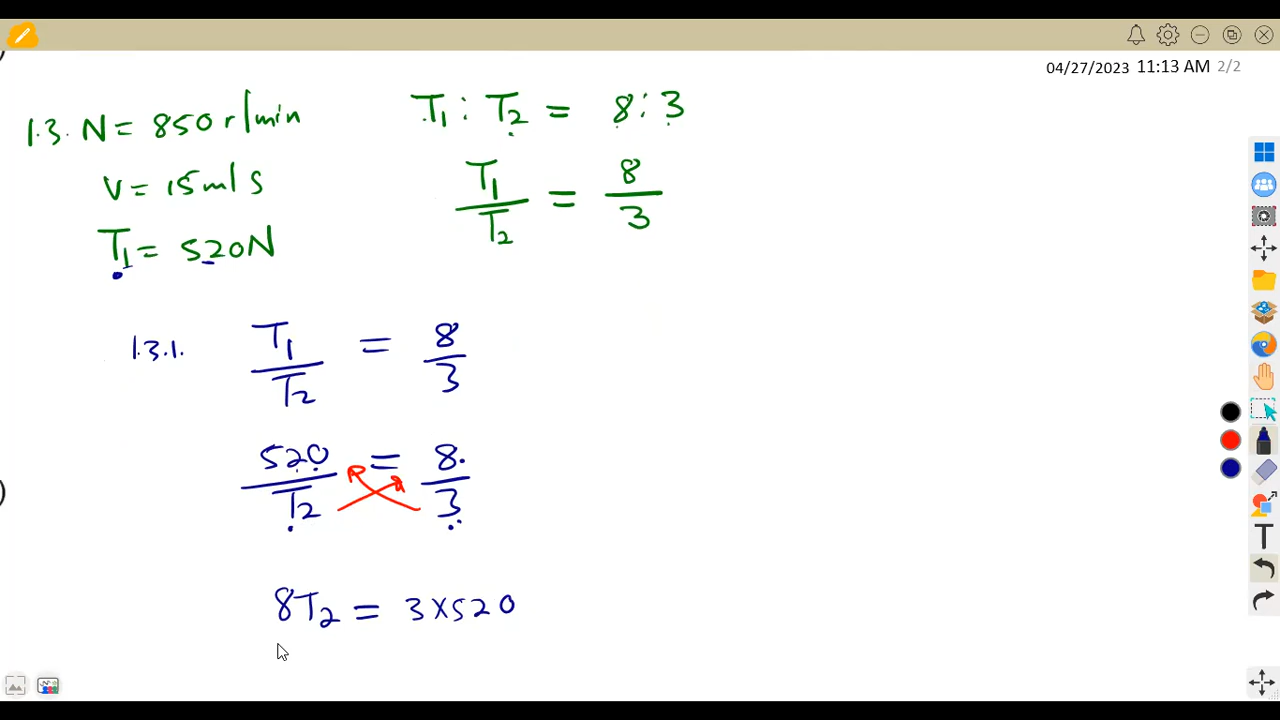 04/27/2023 11:13 AM 2/2
1.3. N = 850 r/min
V = 15 m/s
T1 = 520N
T1 : T2 = 8 : 3
T1/T2 = 8/3
1.3.1. T1/T2 = 8/3
520/T2 = 8/3
8T2 = 3 x 520
T